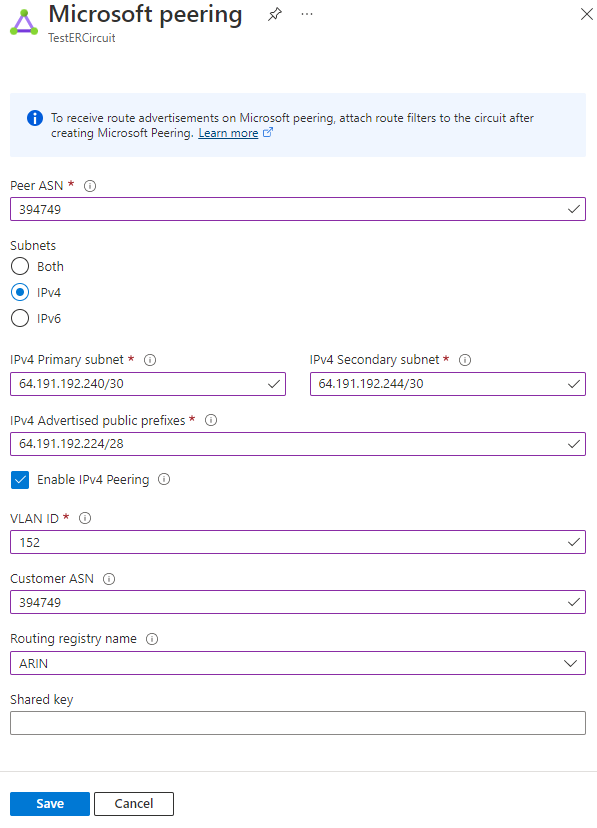 Microsoft peering
TestERCircuit
To receive route advertisements on Microsoft peering, attach route filters to the circuit after
creating Microsoft Peering. Learn more
Peer ASN *
394749
Subnets
Both
IPv4
IPv6
IPv4 Primary subnet *
IPv4 Secondary subnet *
64.191.192.240/30
64.191.192.244/30
IPv4 Advertised public prefixes *
64.191.192.224/28
Enable IPv4 Peering
VLAN ID *
152
Customer ASN
394749
Routing registry name
ARIN
Shared key
Save
Cancel